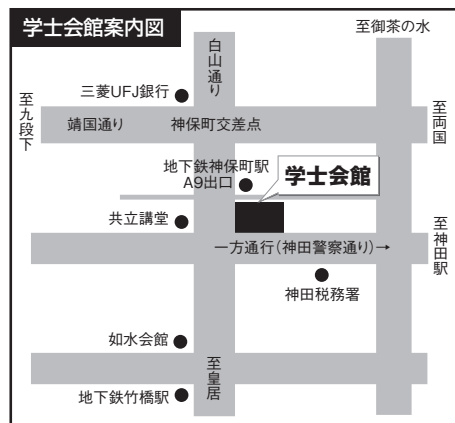 学士会館案内図
至御茶の水
白山通り
三菱UFJ銀行
至九段下
靖国通り
神保町交差点
至両国
地下鉄神保町駅
A9出口
学士会館
共立講堂
一方通行（神田警察通り）→
至神田駅
神田税務署
如水会館
至皇居
地下鉄竹橋駅